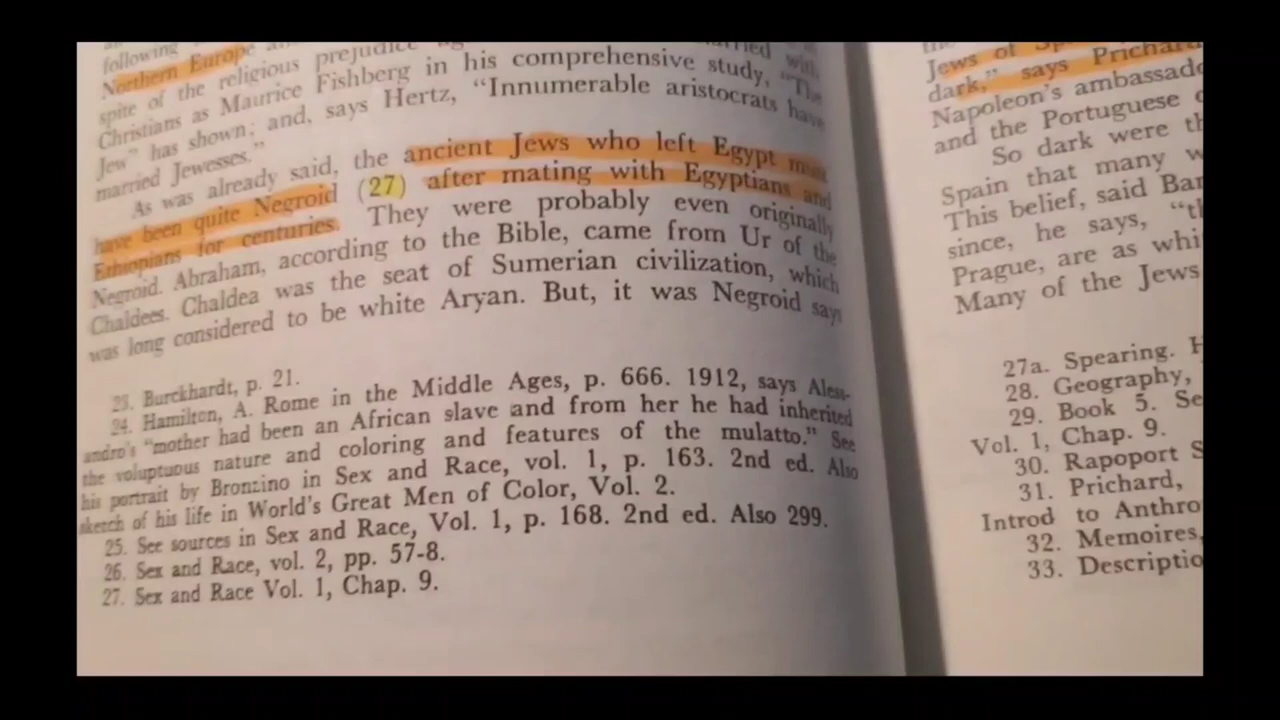 following
Northern Europe
spite of the religious prejudice
Christians as Maurice Fishberg in his comprehensive study, "The
Jew" has shown; and, says Hertz, "Innumerable aristocrats have
married Jewesses."
As was already said, the ancient Jews who left Egypt must
have been quite Negroid (27) after mating with Egyptians and
Ethiopians for centuries. They were probably even originally
Negroid. Abraham, according to the Bible, came from Ur of the
Chaldees. Chaldea was the seat of Sumerian civilization, which
was long considered to be white Aryan. But, it was Negroid says
23. Burckhardt, p. 21.
24. Hamilton, A. Rome in the Middle Ages, p. 666. 1912, says Aless-
andro's "mother had been an African slave and from her he had inherited
the voluptuous nature and coloring and features of the mulatto." See
his portrait by Bronzino in Sex and Race, vol. 1, p. 163. 2nd ed. Also
sketch of his life in World's Great Men of Color, Vol. 2.
25. See sources in Sex and Race, Vol. 1, p. 168. 2nd ed. Also 299.
26. Sex and Race, vol. 2, pp. 57-8.
27. Sex and Race Vol. 1, Chap. 9.
Jews of
dark," says Prichard
Napoleon's
and the Portuguese
So dark were
Spain that many
This belief, said
since, he says,
Prague, are as
Many of the Jews
27a. Spearing.
28. Geography,
29. Book 5.
Vol. 1, Chap. 9.
30. Rapoport
31. Prichard,
Introd to
32. Memoires,
33.